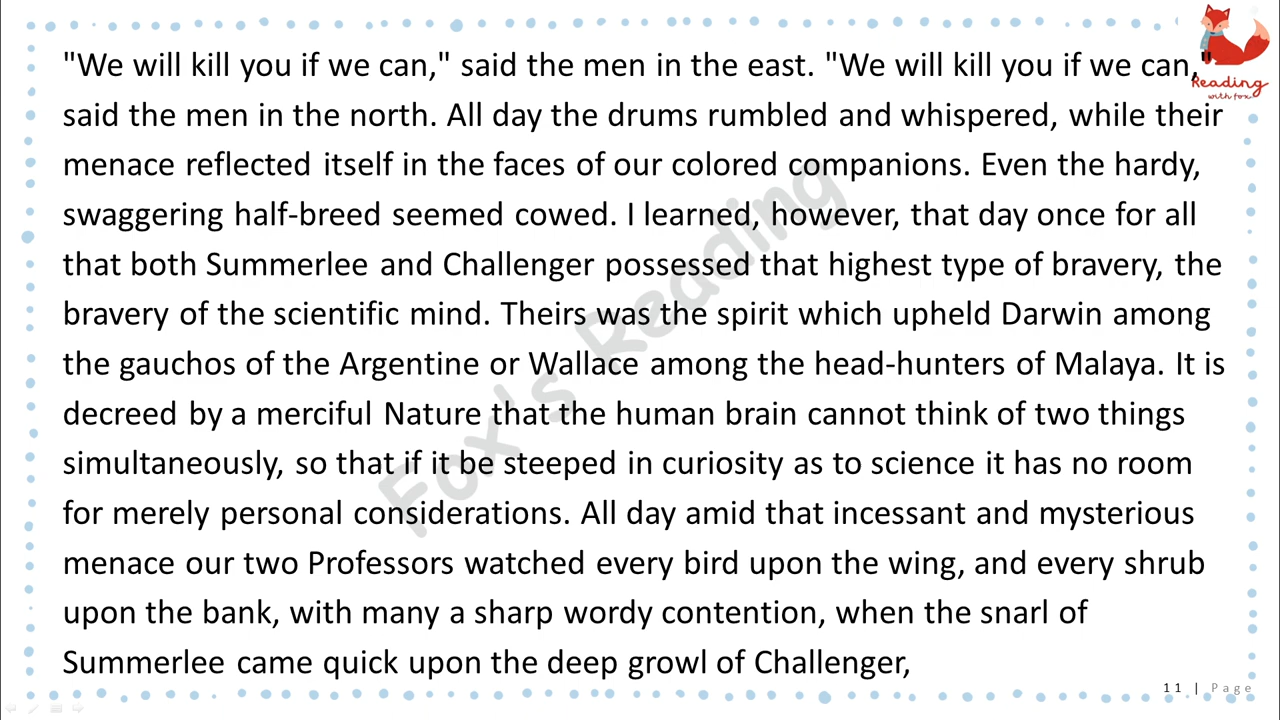 "We will kill you if we can," said the men in the east. "We will kill you if we can,"
said the men in the north. All day the drums rumbled and whispered, while their
menace reflected itself in the faces of our colored companions. Even the hardy,
swaggering half-breed seemed cowed. I learned, however, that day once for all
that both Summerlee and Challenger possessed that highest type of bravery, the
bravery of the scientific mind. Theirs was the spirit which upheld Darwin among
the gauchos of the Argentine or Wallace among the head-hunters of Malaya. It is
decreed by a merciful Nature that the human brain cannot think of two things
simultaneously, so that if it be steeped in curiosity as to science it has no room
for merely personal considerations. All day amid that incessant and mysterious
menace our two Professors watched every bird upon the wing, and every shrub
upon the bank, with many a sharp wordy contention, when the snarl of
Summerlee came quick upon the deep growl of Challenger,
Reading
with fox
Fox's Reading
11 | Page